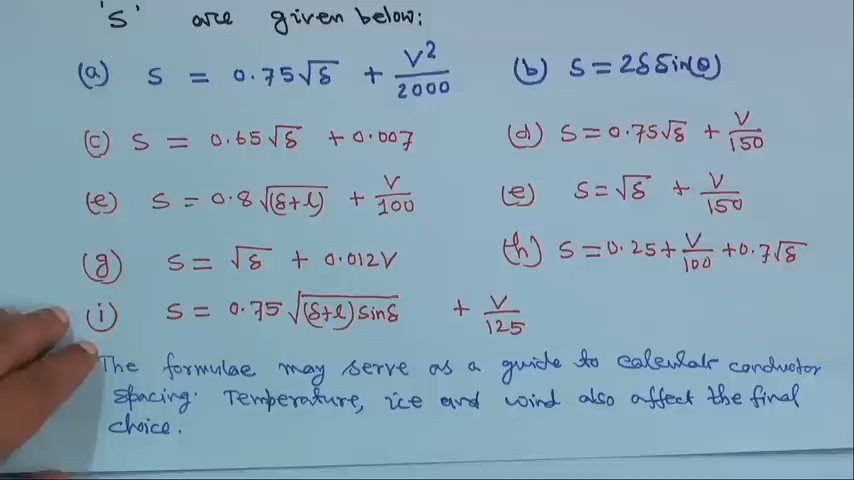 's' are given below:
(a) S = 0.75√δ + V²/2000 (b) S = 2δ Sin(θ)
(c) S = 0.65√δ + 0.007 (d) S = 0.75√δ + V/150
(e) S = 0.8√(δ+l) + V/100 (e) S = √δ + V/150
(g) S = √δ + 0.012V (h) S = 0.25 + V/100 + 0.7√δ
(i) S = 0.75√(δ+l)sinδ + V/125
The formulae may serve as a guide to calculate conductor
spacing. Temperature, ice and wind also affect the final
choice.